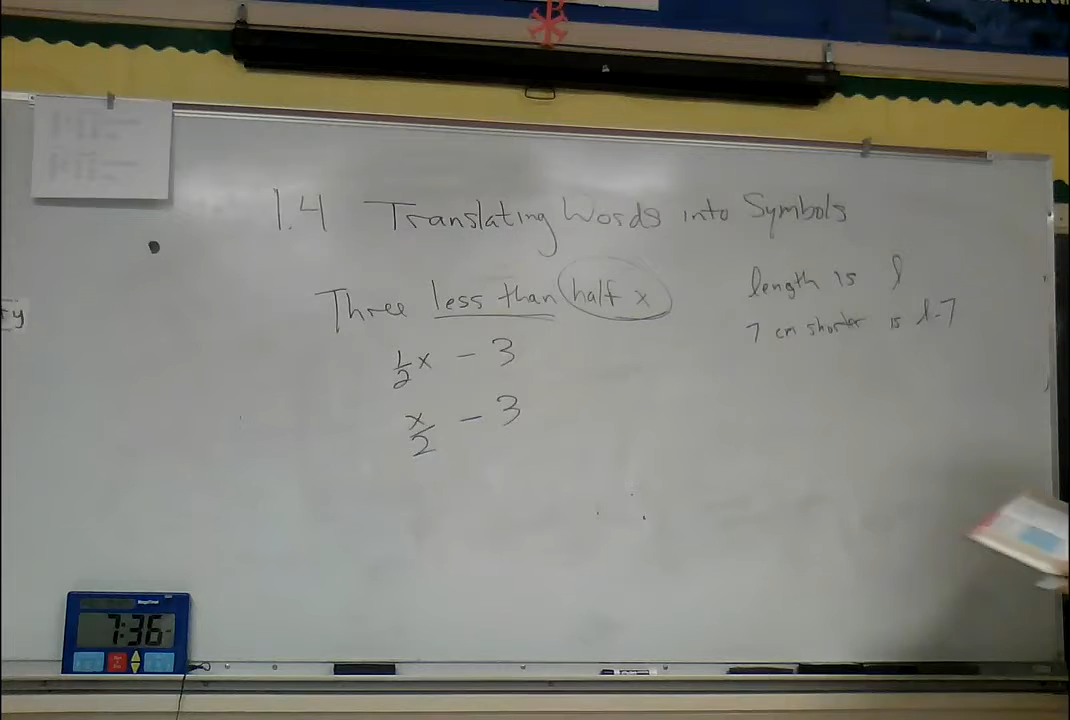 1.4 Translating Words into Symbols
Three less than half x
1/2 x - 3
x/2 - 3
length is l
7 cm shorter is l-7
7:36